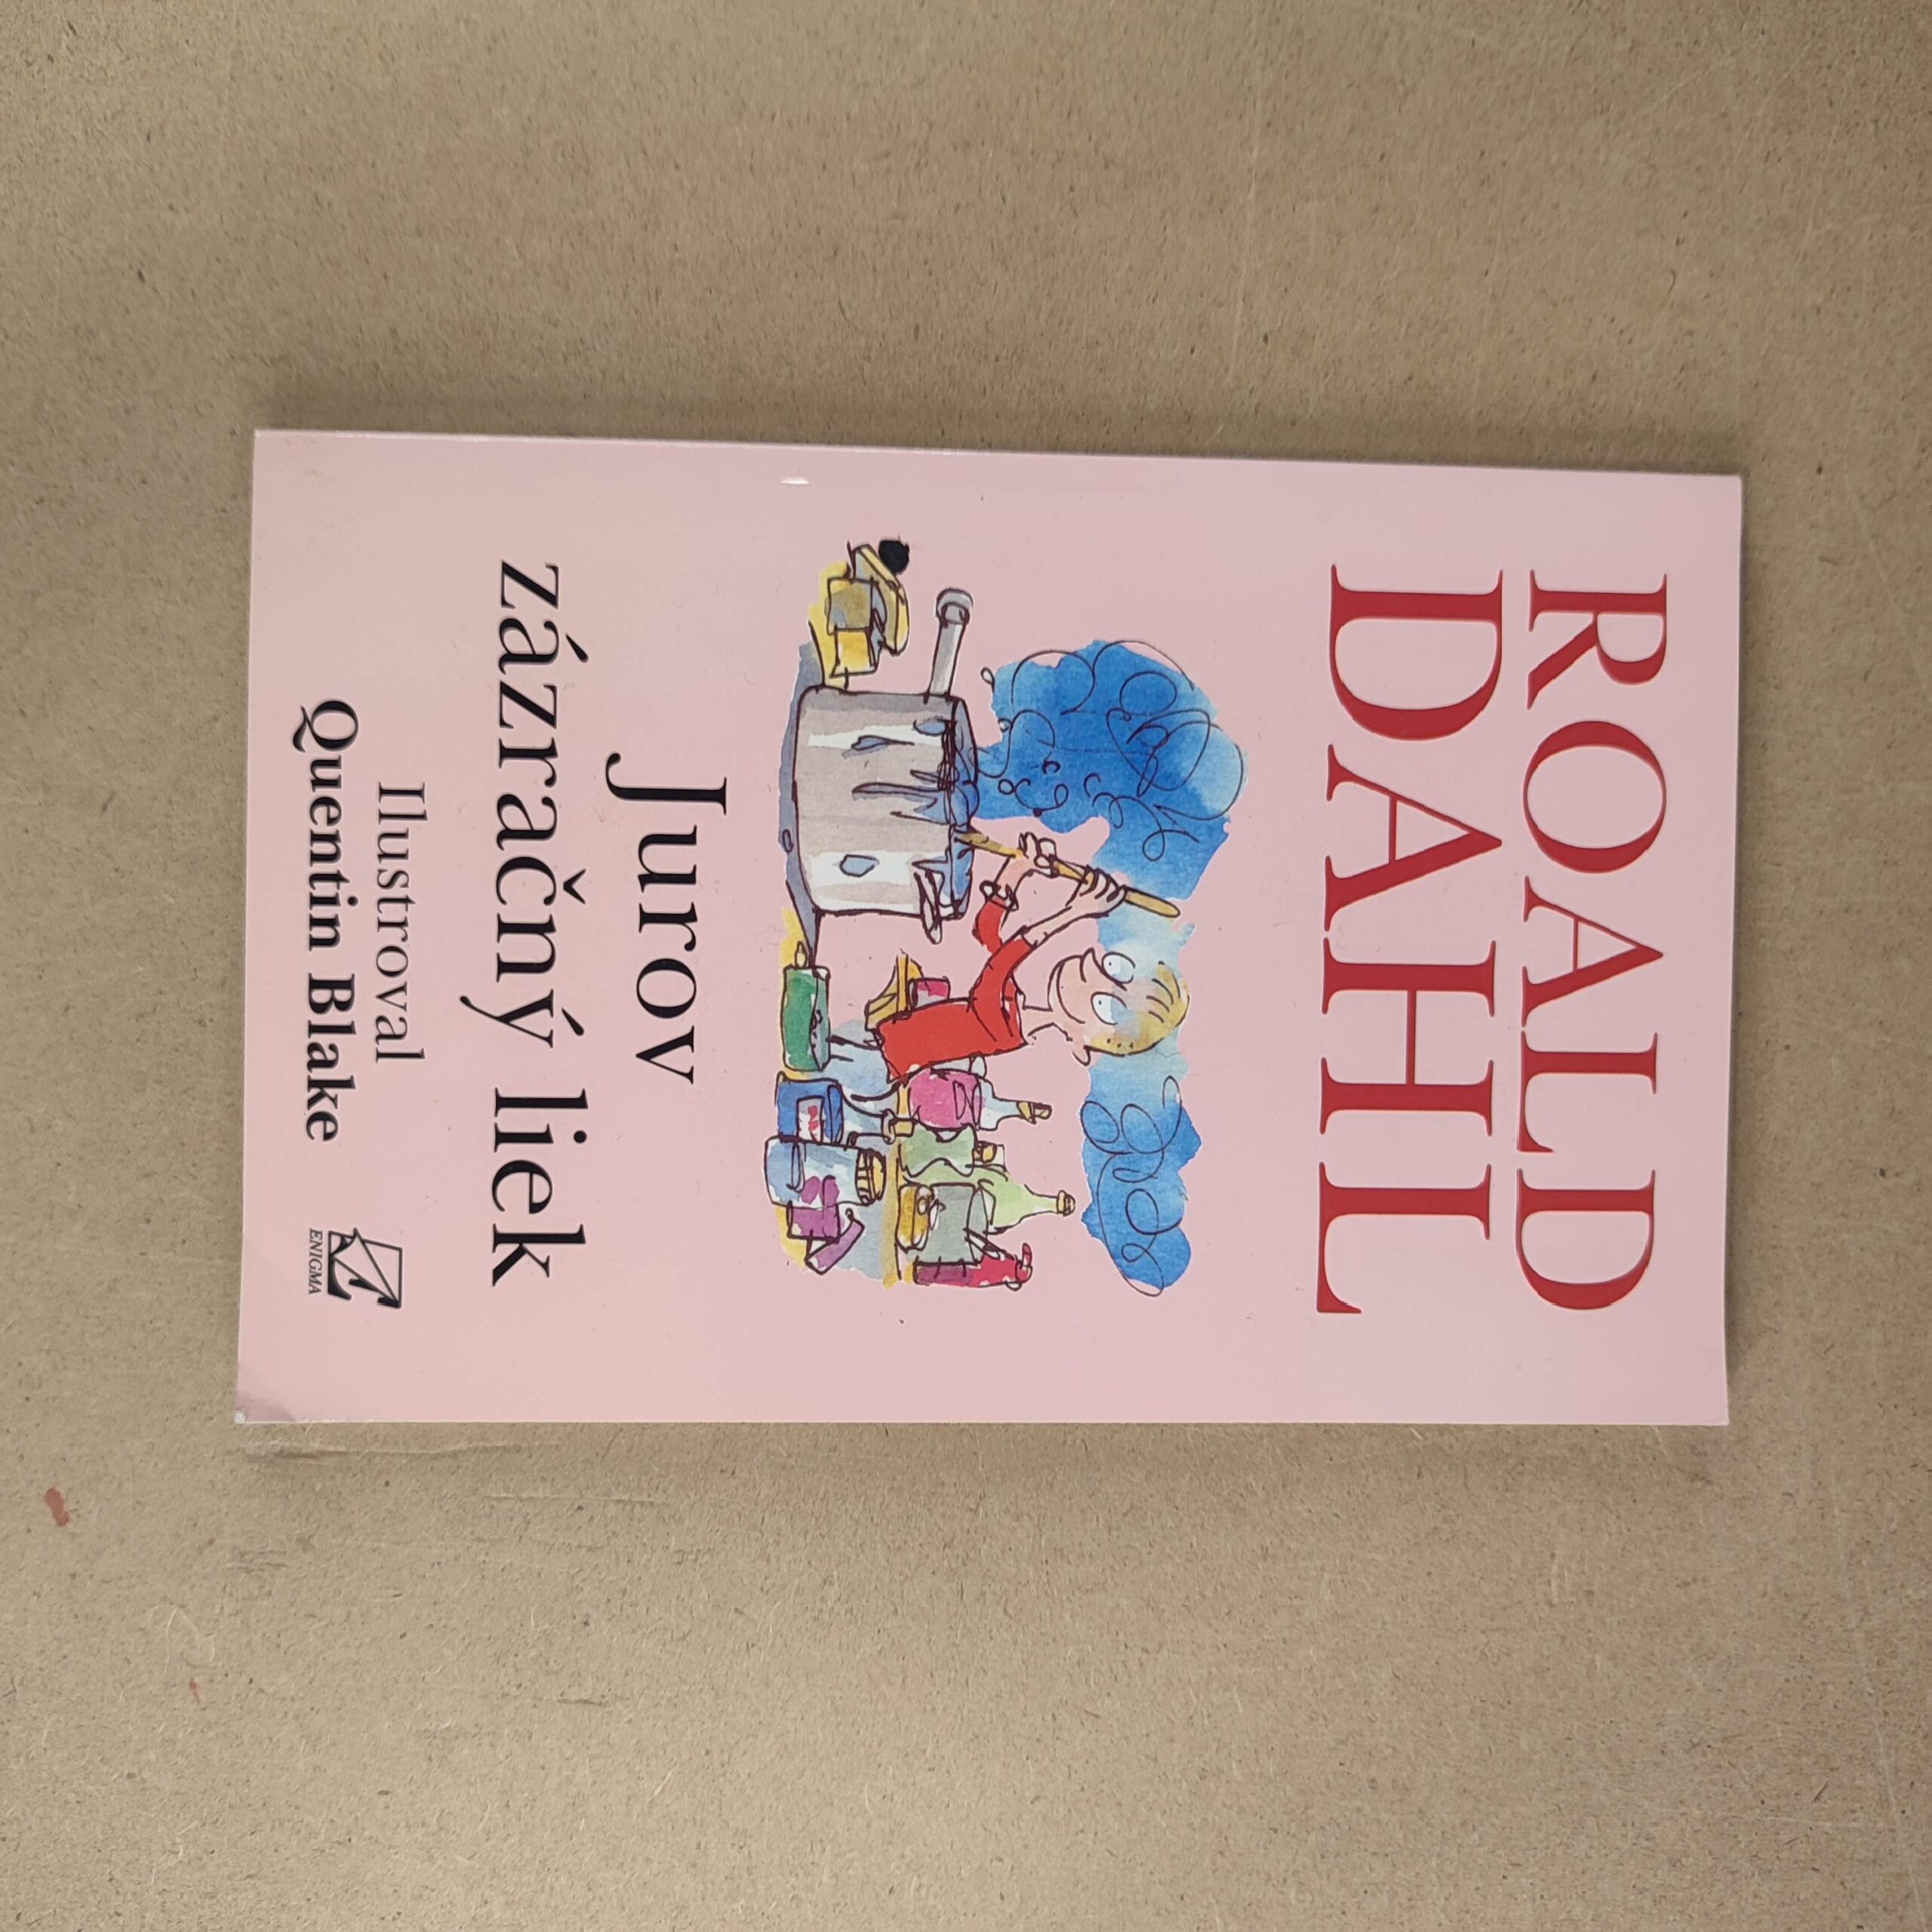 ROALD
DAHL
Jurov
zázračný liek
Ilustroval
Quentin Blake
ENIGMA